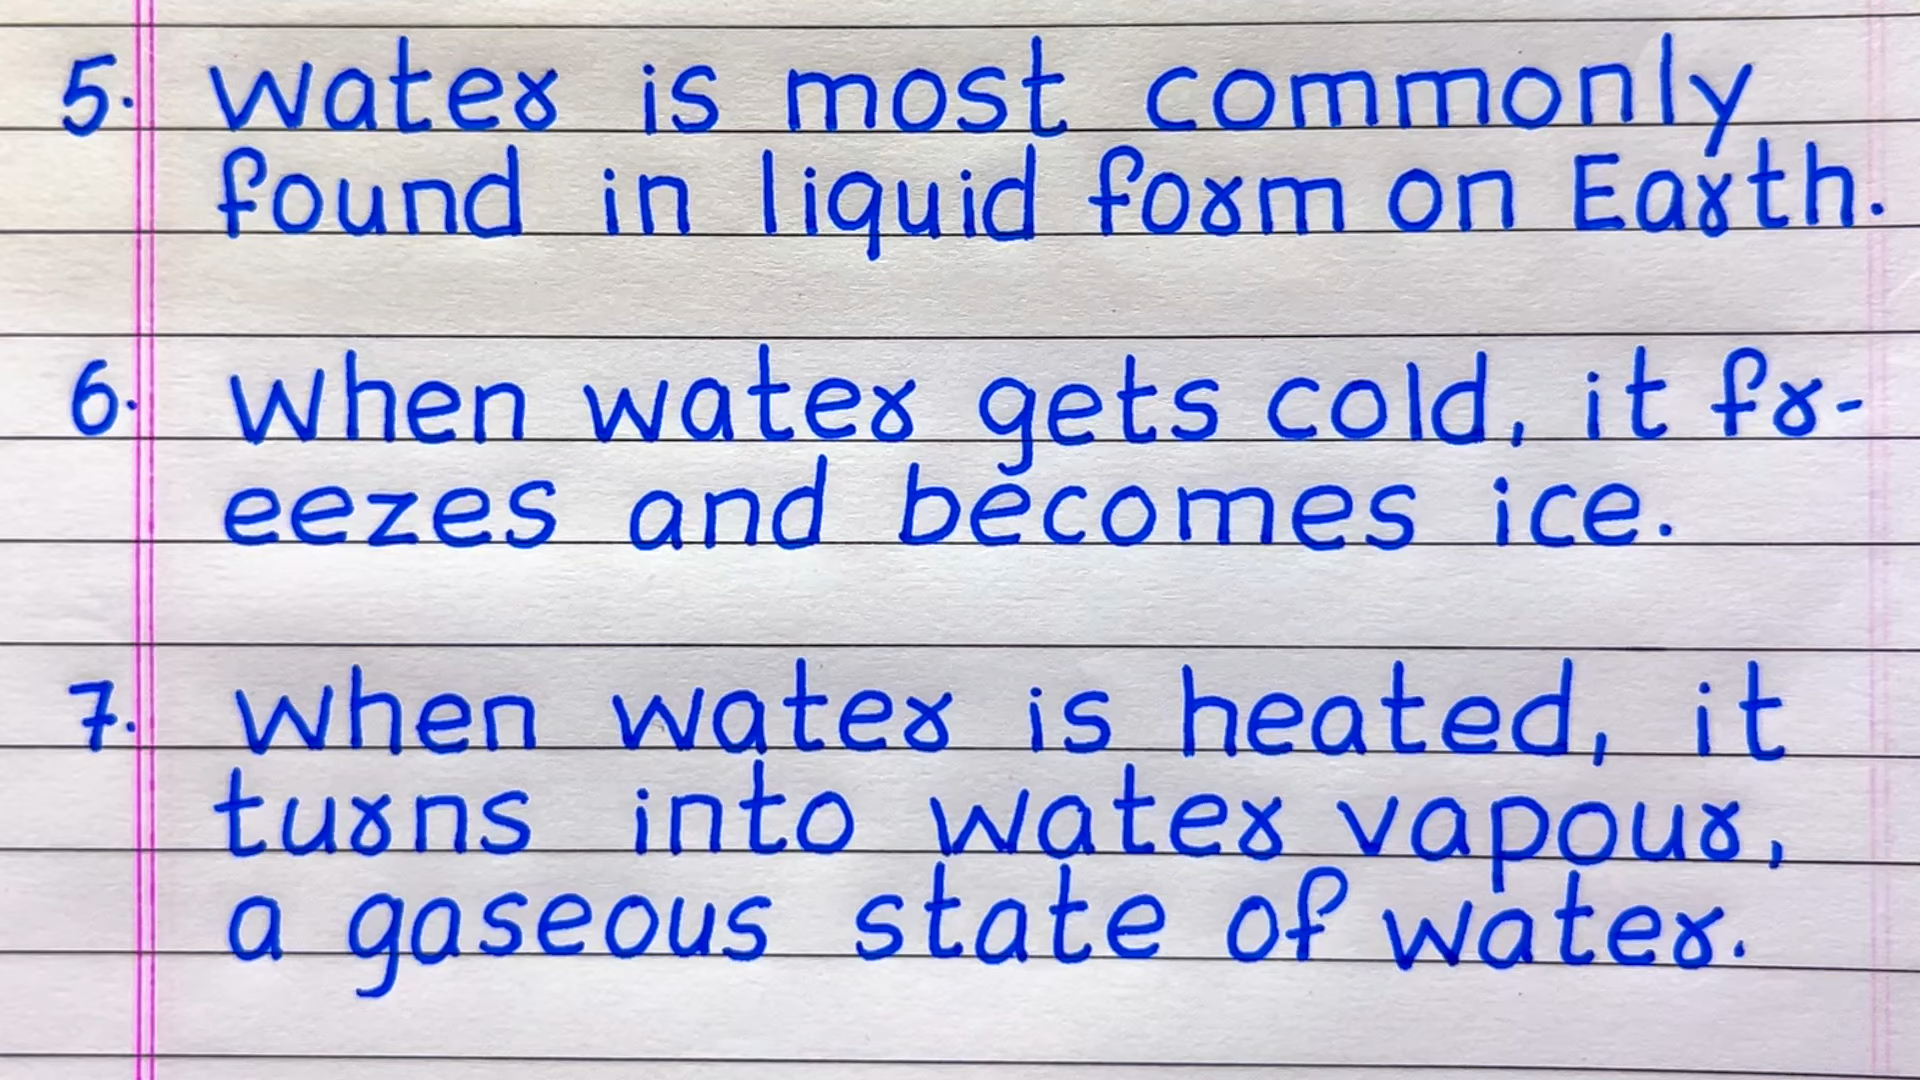 5. Water is most commonly
found in liquid form on Earth.
6. When water gets cold, it fr-
eezes and becomes ice.
7. When water is heated, it
turns into water vapour,
a gaseous state of water.